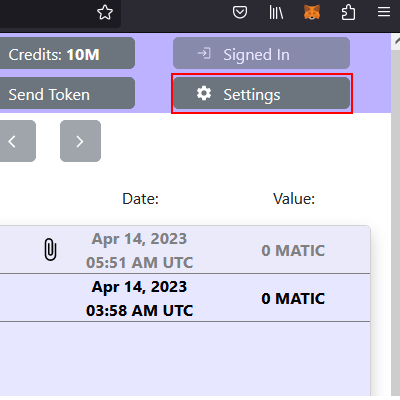 Credits: 10M
Signed In
Send Token
Settings
Date:
Value:
Apr 14, 2023
05:51 AM UTC
0 MATIC
Apr 14, 2023
03:58 AM UTC
0 MATIC